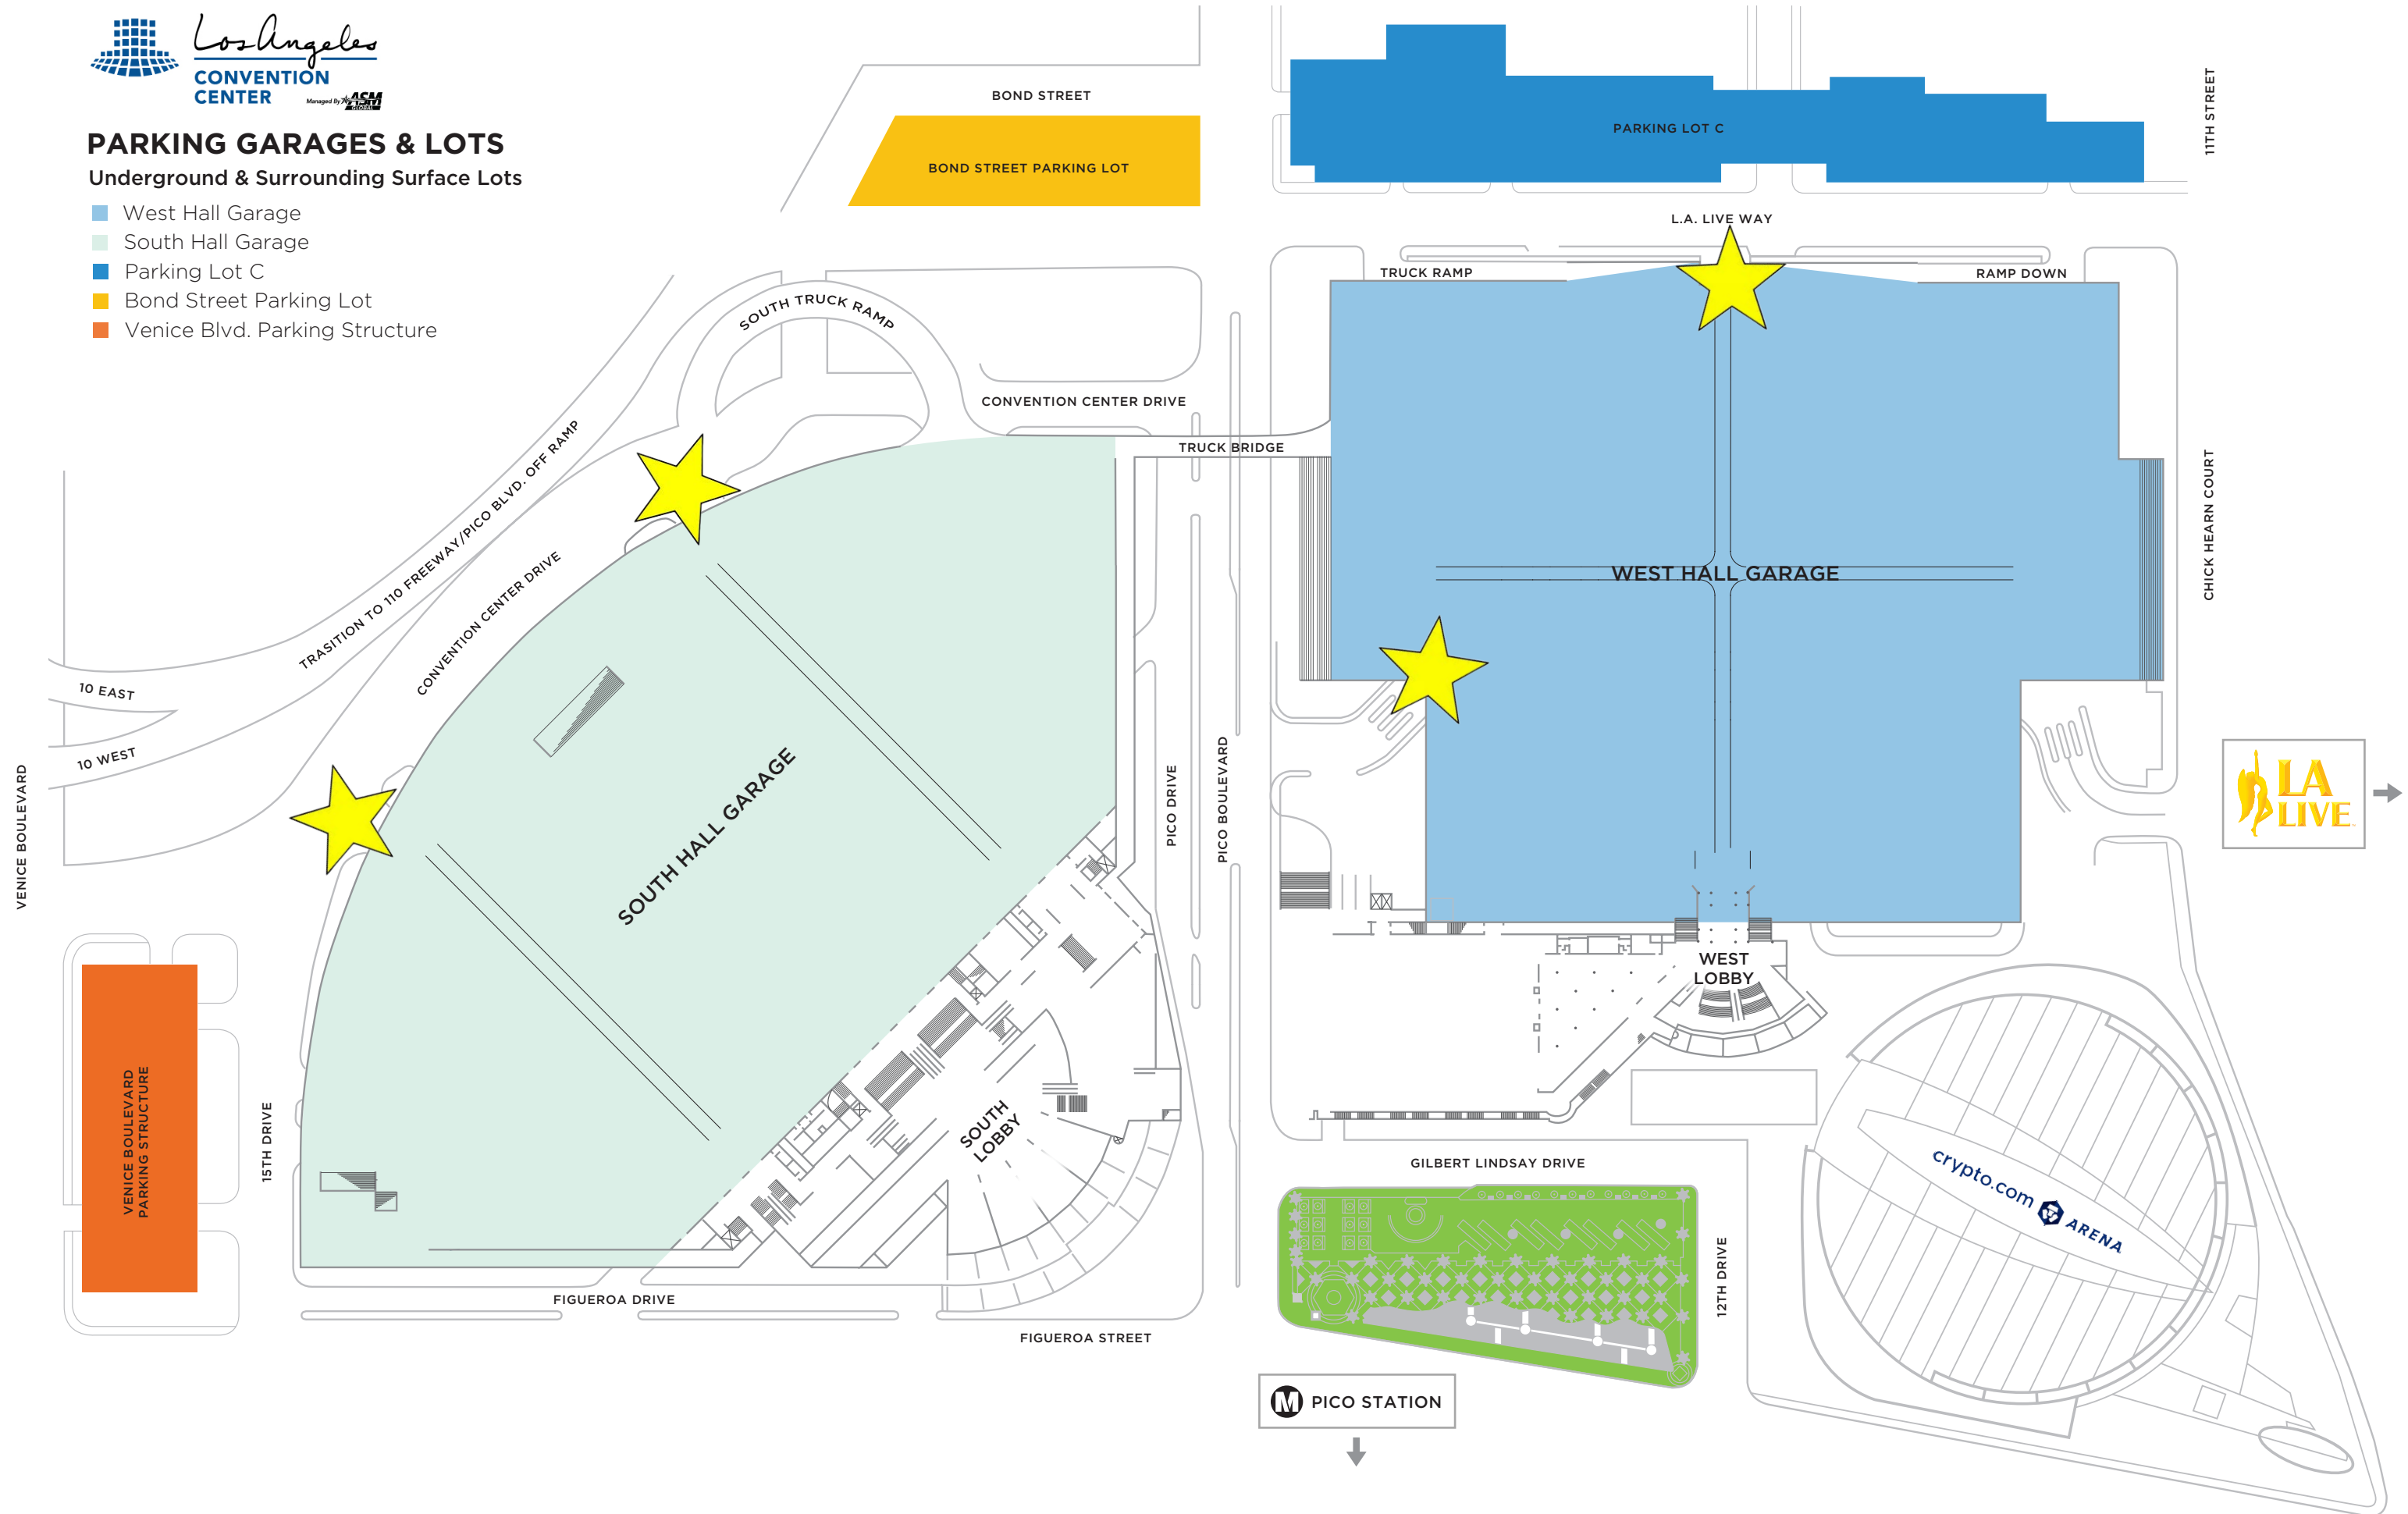 Los Angeles
CONVENTION
CENTER
Managed By ASM
GLOBAL
PARKING GARAGES & LOTS
Underground & Surrounding Surface Lots
West Hall Garage
South Hall Garage
Parking Lot C
Bond Street Parking Lot
Venice Blvd. Parking Structure
BOND STREET
BOND STREET PARKING LOT
PARKING LOT C
11TH STREET
L.A. LIVE WAY
TRUCK RAMP
RAMP DOWN
SOUTH TRUCK RAMP
CONVENTION CENTER DRIVE
TRUCK BRIDGE
TRASITION TO 110 FREEWAY/PICO BLVD. OFF RAMP
CONVENTION CENTER DRIVE
10 EAST
10 WEST
VENICE BOULEVARD
WEST HALL GARAGE
CHICK HEARN COURT
SOUTH HALL GARAGE
PICO DRIVE
PICO BOULEVARD
LA
LIVE
WEST
LOBBY
VENICE BOULEVARD
PARKING STRUCTURE
15TH DRIVE
SOUTH
LOBBY
GILBERT LINDSAY DRIVE
crypto.com ARENA
12TH DRIVE
FIGUEROA DRIVE
FIGUEROA STREET
M PICO STATION